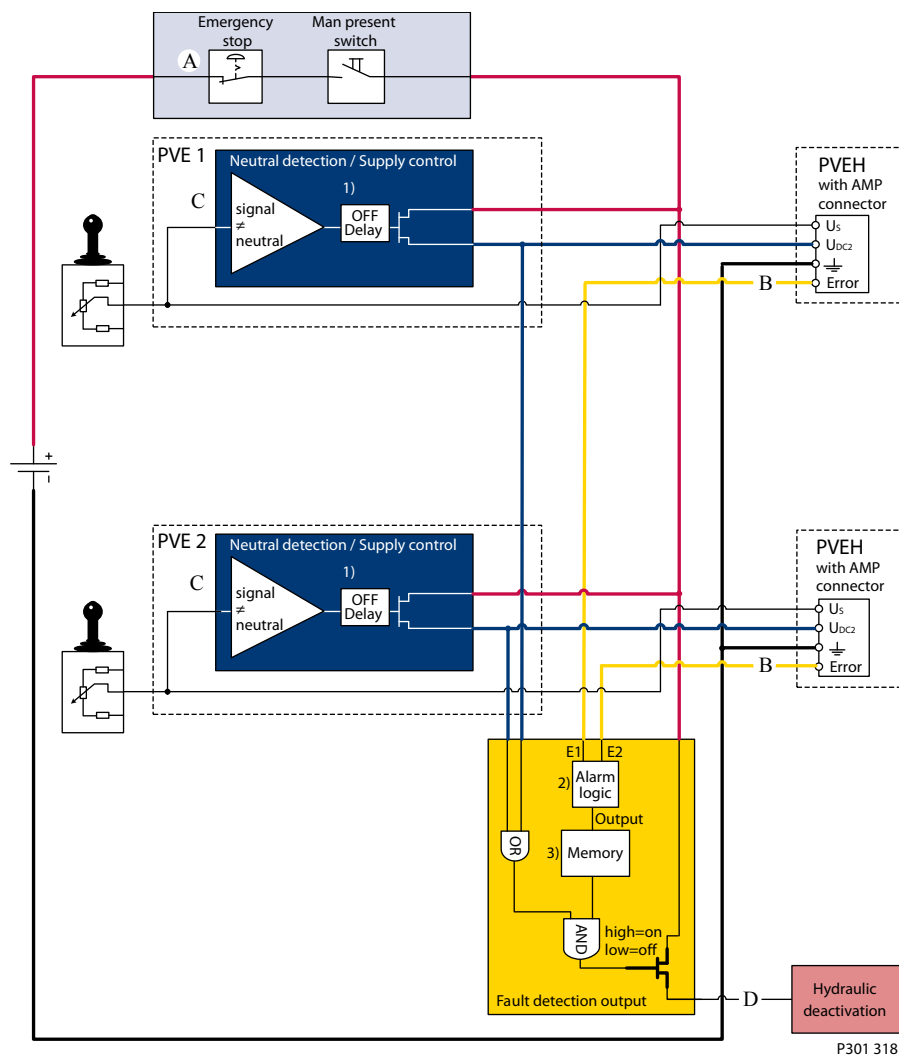 Emergency
stop
Man present
switch
A
PVE 1
Neutral detection / Supply control
1)
C
signal
≠
neutral
OFF
Delay
PVEH
with AMP
connector
US
UDC2
Error
B
+
–
PVE 2
Neutral detection / Supply control
1)
C
signal
≠
neutral
OFF
Delay
PVEH
with AMP
connector
US
UDC2
Error
B
E1 E2
2) Alarm
logic
Output
3) Memory
OR
AND
high=on
low=off
Fault detection output
D
Hydraulic
deactivation
P301 318